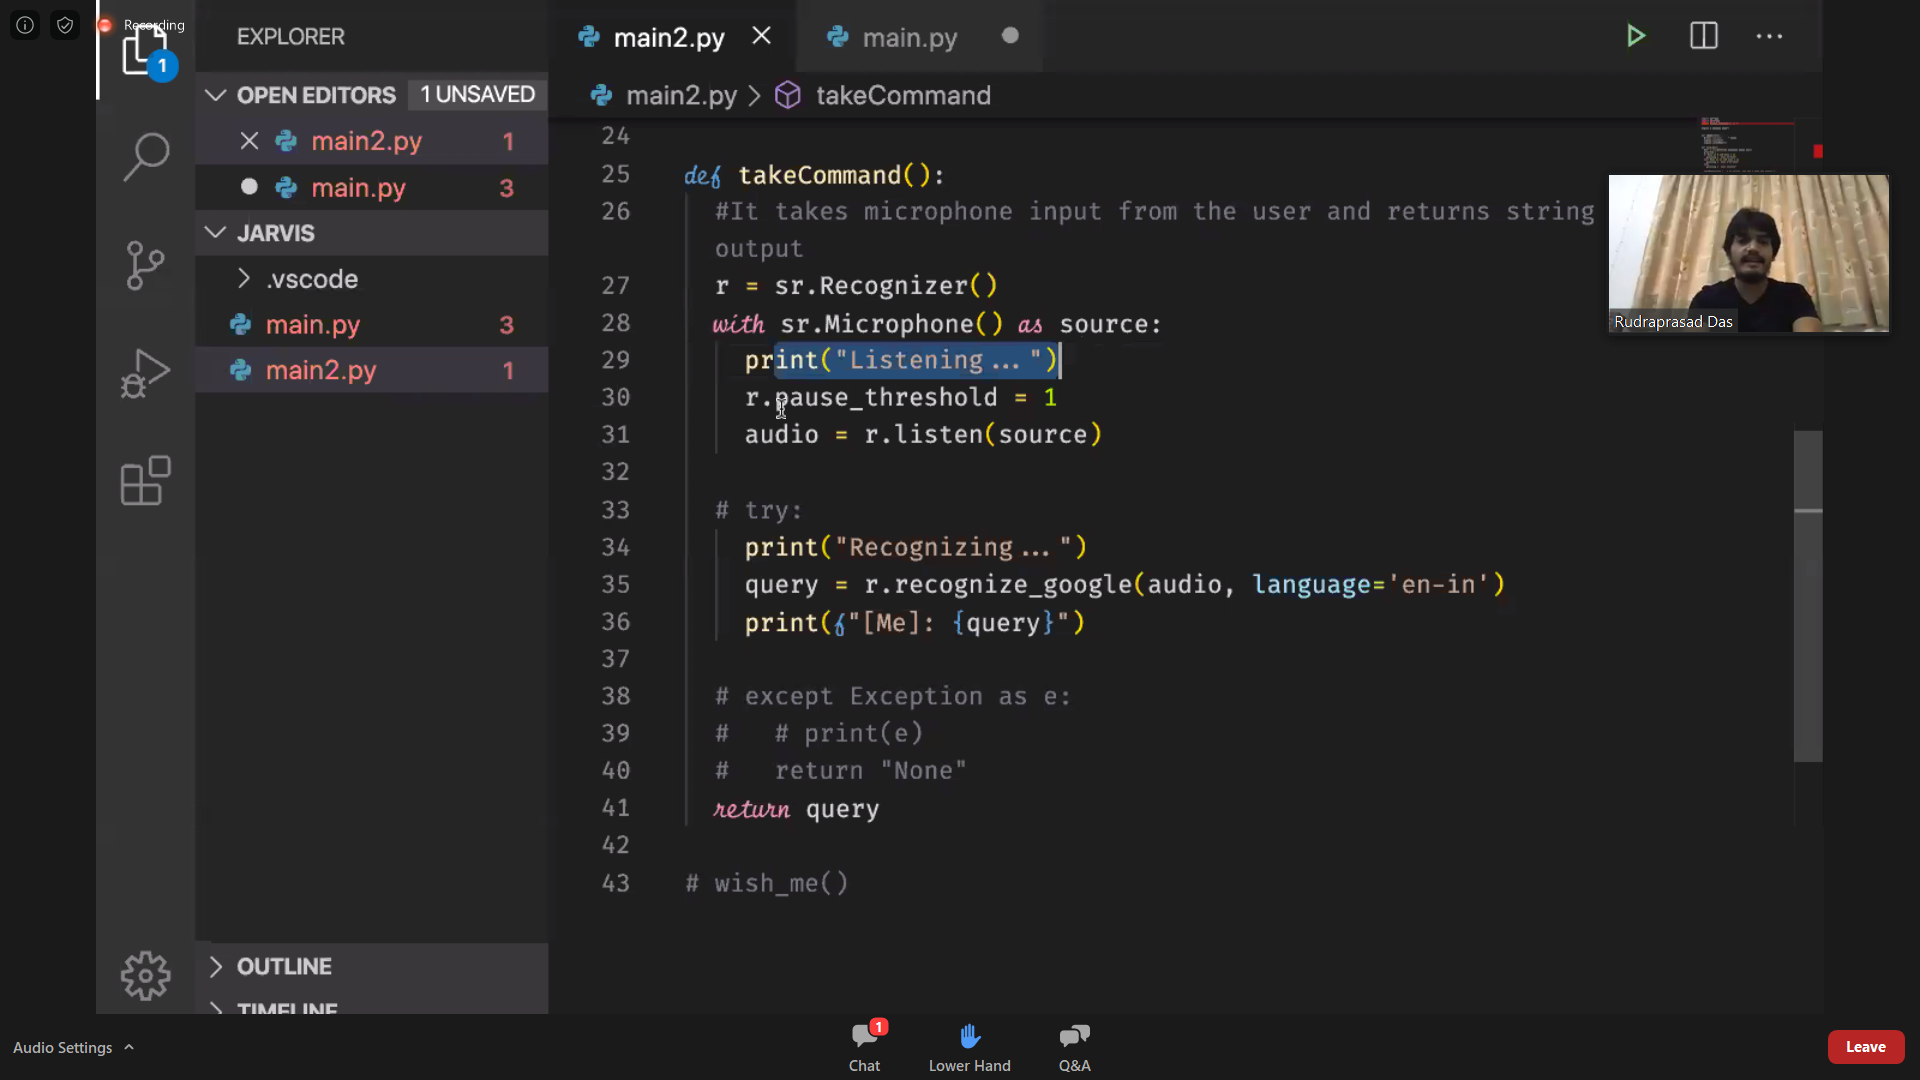 Recording
EXPLORER
1
OPEN EDITORS
1 UNSAVED
main2.py 1
main.py 3
JARVIS
.vscode
main.py 3
main2.py 1
OUTLINE
TIMELINE
main2.py
main.py
main2.py > takeCommand
24
25 def takeCommand():
26 #It takes microphone input from the user and returns string
output
27 r = sr.Recognizer()
28 with sr.Microphone() as source:
29 print("Listening...")
30 r.pause_threshold = 1
31 audio = r.listen(source)
32
33 # try:
34 print("Recognizing...")
35 query = r.recognize_google(audio, language='en-in')
36 print(f"[Me]: {query}")
37
38 # except Exception as e:
39 # # print(e)
40 # return "None"
41 return query
42
43 # wish_me()
Rudraprasad Das
Audio Settings
1
Chat
Lower Hand
Q&A
Leave